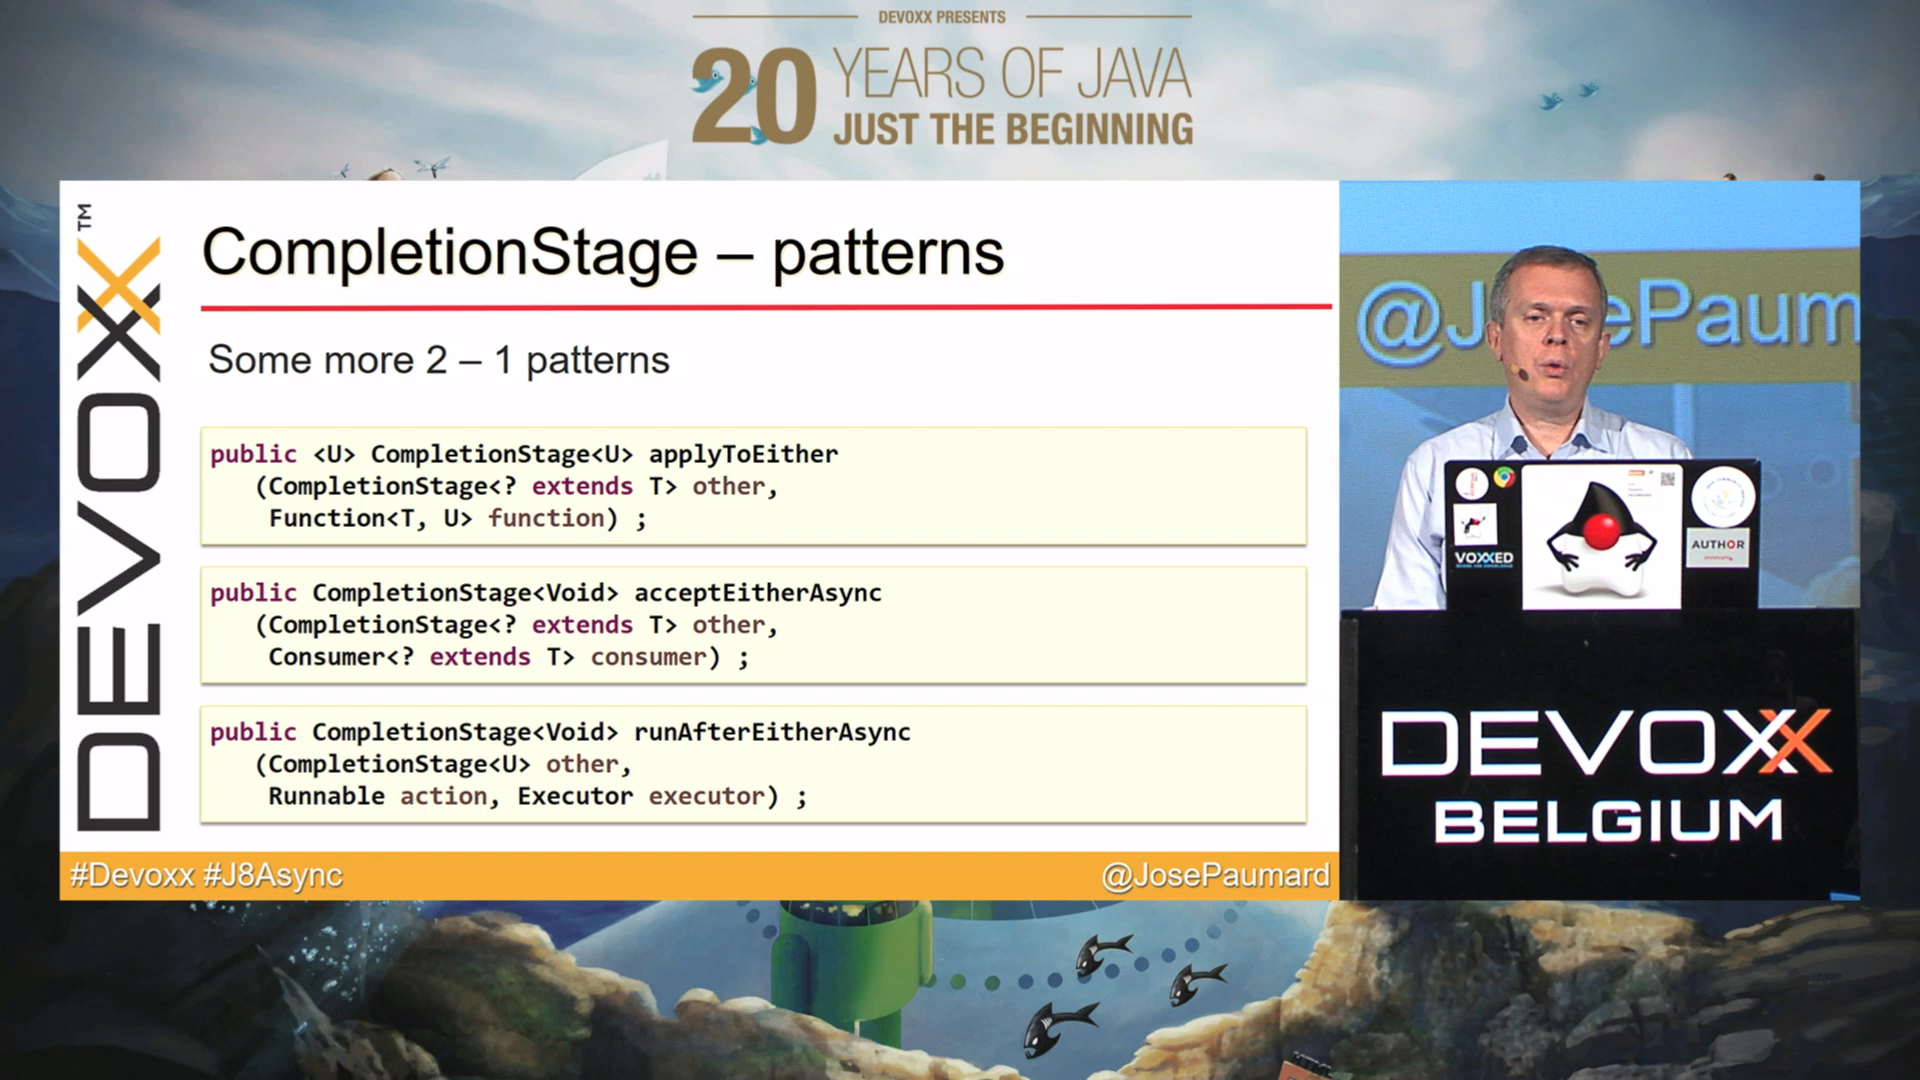 DEVOXX PRESENTS
20 YEARS OF JAVA
JUST THE BEGINNING
DEVOXX™
CompletionStage – patterns
Some more 2 – 1 patterns
public <U> CompletionStage<U> applyToEither
(CompletionStage<? extends T> other,
Function<T, U> function) ;
public CompletionStage<Void> acceptEitherAsync
(CompletionStage<? extends T> other,
Consumer<? extends T> consumer) ;
public CompletionStage<Void> runAfterEitherAsync
(CompletionStage<U> other,
Runnable action, Executor executor) ;
#Devoxx #J8Async
@JosePaumard
@J ePaum
VOXXED
AUTHOR
DEVOXX
BELGIUM